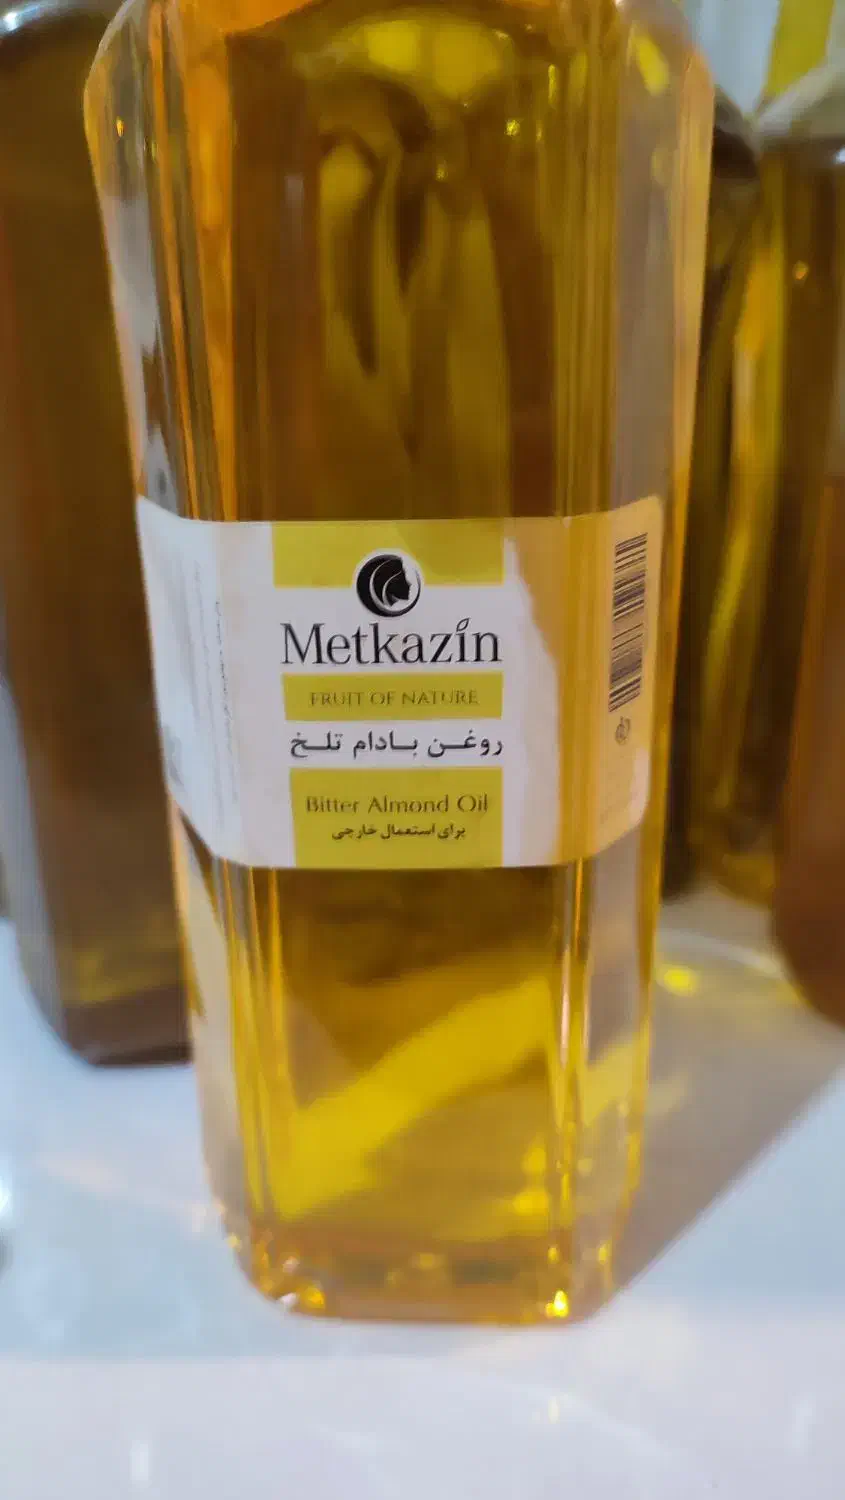 Metkazin
FRUIT OF NATURE
روغن بادام تلخ
Bitter Almond Oil
برای استعمال خارجی